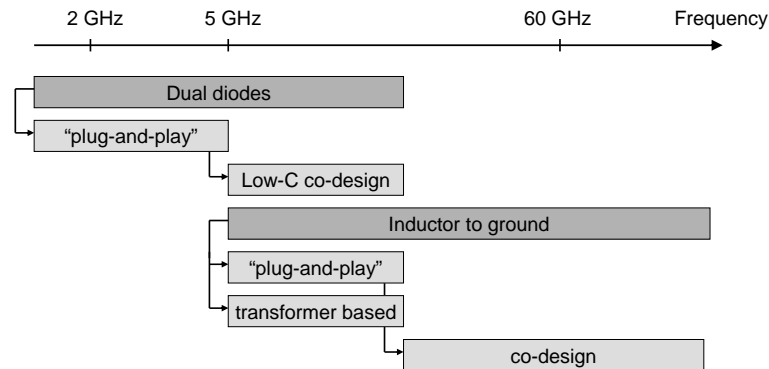 2 GHz 5 GHz 60 GHz Frequency
Dual diodes
“plug-and-play”
Low-C co-design
Inductor to ground
“plug-and-play”
transformer based
co-design